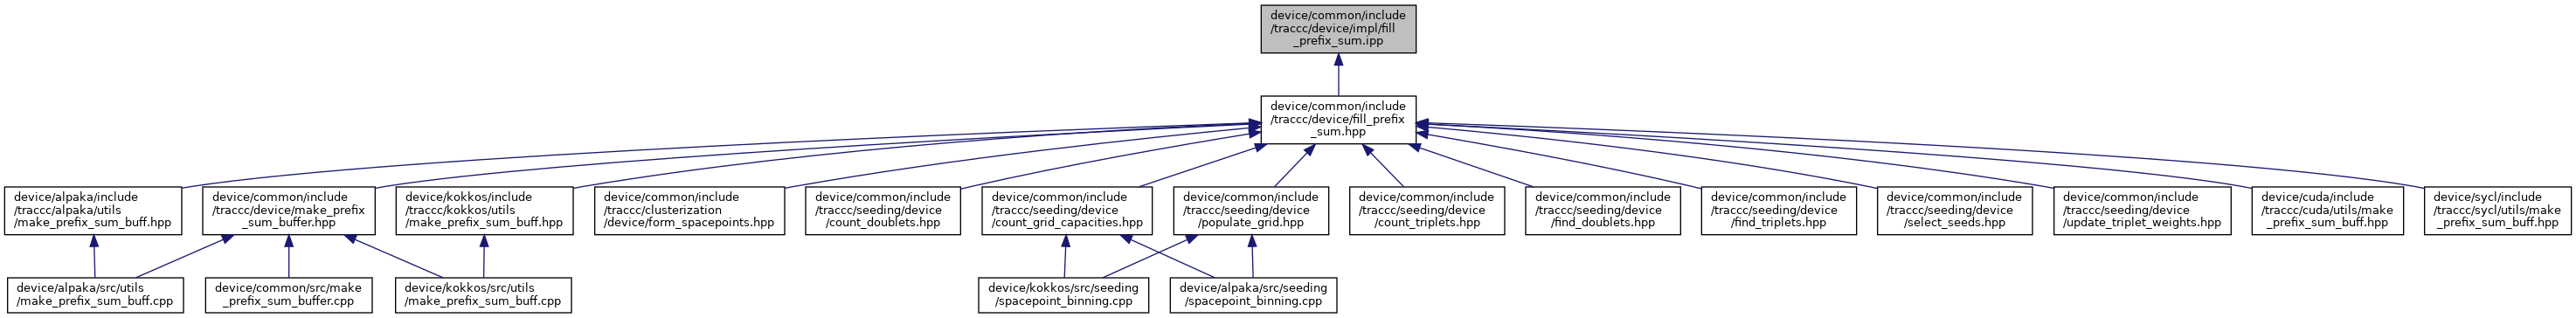 device/common/include
/traccc/device/impl/fill
_prefix_sum.ipp
device/common/include
/traccc/device/fill_prefix
_sum.hpp
device/alpaka/include
/traccc/alpaka/utils
/make_prefix_sum_buff.hpp
device/common/include
/traccc/device/make_prefix
_sum_buffer.hpp
device/kokkos/include
/traccc/kokkos/utils
/make_prefix_sum_buff.hpp
device/common/include
/traccc/clusterization
/device/form_spacepoints.hpp
device/common/include
/traccc/seeding/device
/count_doublets.hpp
device/common/include
/traccc/seeding/device
/count_grid_capacities.hpp
device/common/include
/traccc/seeding/device
/populate_grid.hpp
device/common/include
/traccc/seeding/device
/count_triplets.hpp
device/common/include
/traccc/seeding/device
/find_doublets.hpp
device/common/include
/traccc/seeding/device
/find_triplets.hpp
device/common/include
/traccc/seeding/device
/select_seeds.hpp
device/common/include
/traccc/seeding/device
/update_triplet_weights.hpp
device/cuda/include
/traccc/cuda/utils/make
_prefix_sum_buff.hpp
device/sycl/include
/traccc/sycl/utils/make
_prefix_sum_buff.hpp
device/alpaka/src/utils
/make_prefix_sum_buff.cpp
device/common/src/make
_prefix_sum_buffer.cpp
device/kokkos/src/utils
/make_prefix_sum_buff.cpp
device/kokkos/src/seeding
/spacepoint_binning.cpp
device/alpaka/src/seeding
/spacepoint_binning.cpp